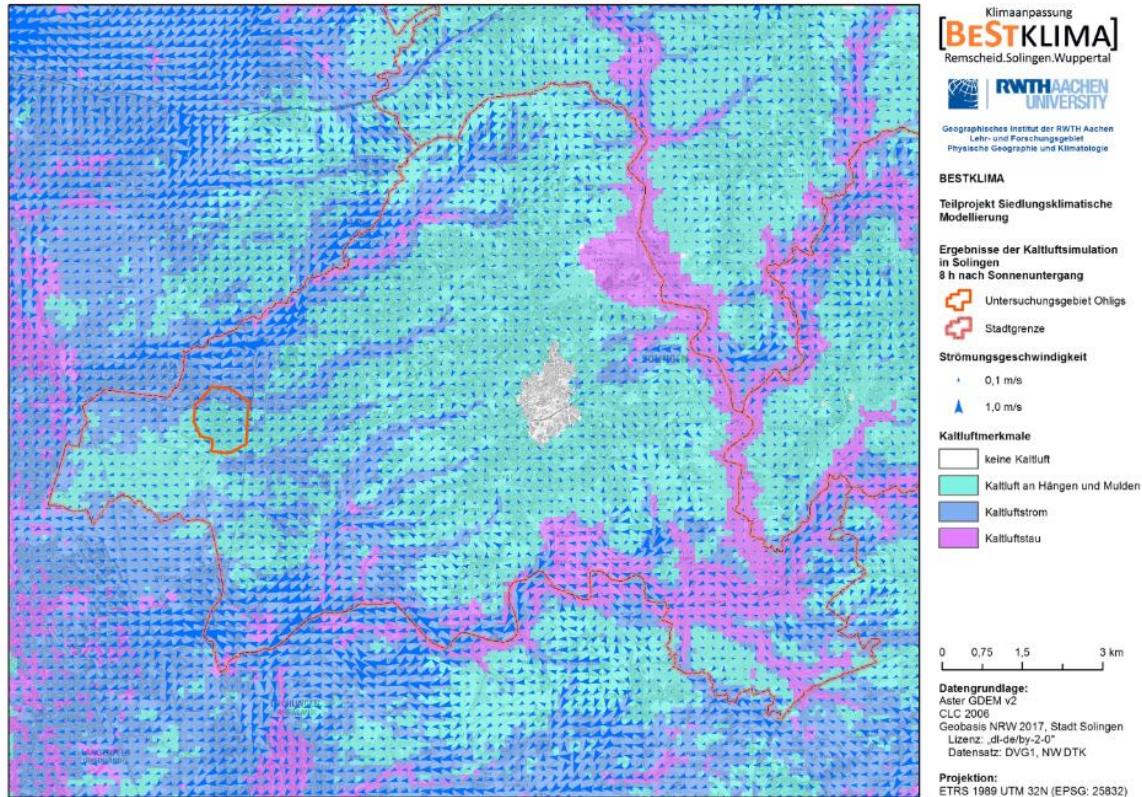 Klimaanpassung
[BESTKLIMA]
Remscheid.Solingen.Wuppertal
RWTHAACHEN
UNIVERSITY
Geographisches Institut der RWTH Aachen
Lehr- und Forschungsgebiet
Physische Geographie und Klimatologie
BESTKLIMA
Teilprojekt Siedlungsklimatische
Modellierung
Ergebnisse der Kaltluftsimulation
in Solingen
8 h nach Sonnenuntergang
Untersuchungsgebiet Ohligs
Stadtgrenze
Strömungsgeschwindigkeit
0,1 m/s
1,0 m/s
Kaltluftmerkmale
keine Kaltluft
Kaltluft an Hängen und Mulden
Kaltluftstrom
Kaltluftstau
0 0,75 1,5 3 km
Datengrundlage:
Aster GDEM v2
CLC 2006
Geobasis NRW 2017, Stadt Solingen
Lizenz: „dl-de/by-2-0"
Datensatz: DVG1, NW DTK
Projektion:
ETRS 1989 UTM 32N (EPSG: 25832)